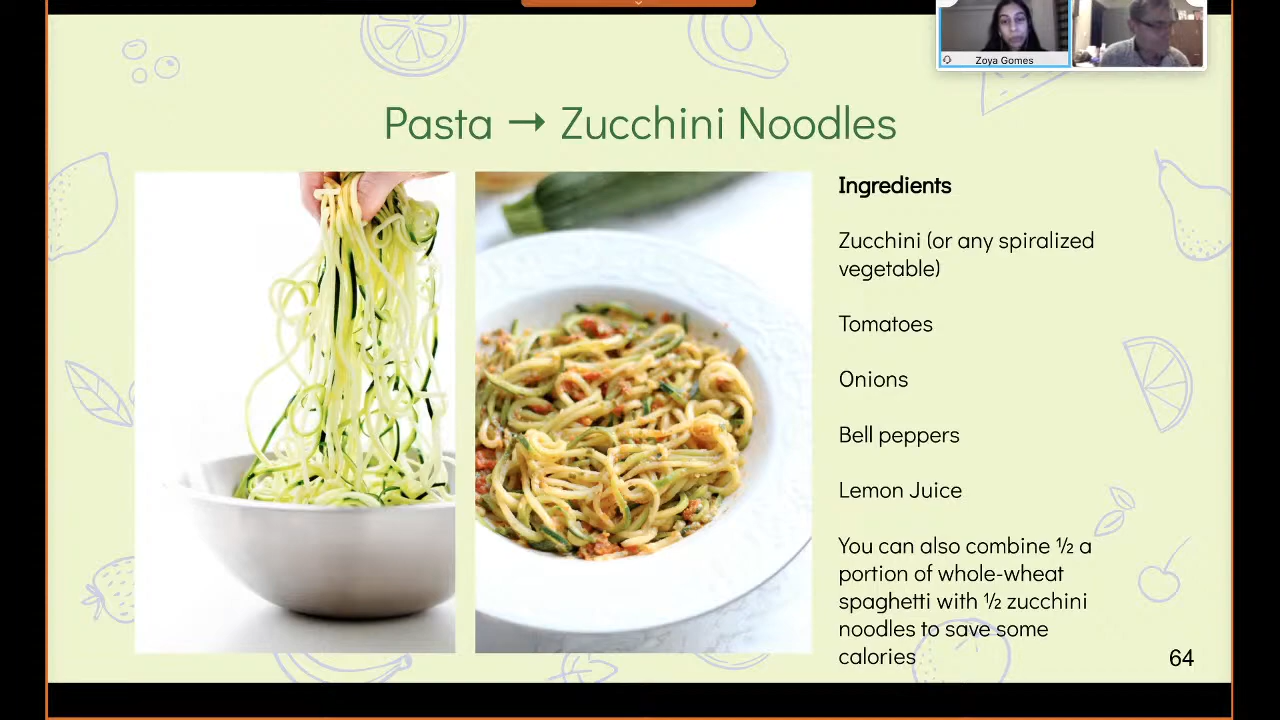 Zoya Gomes
Pasta → Zucchini Noodles
Ingredients
Zucchini (or any spiralized
vegetable)
Tomatoes
Onions
Bell peppers
Lemon Juice
You can also combine ½ a
portion of whole-wheat
spaghetti with ½ zucchini
noodles to save some
calories
64